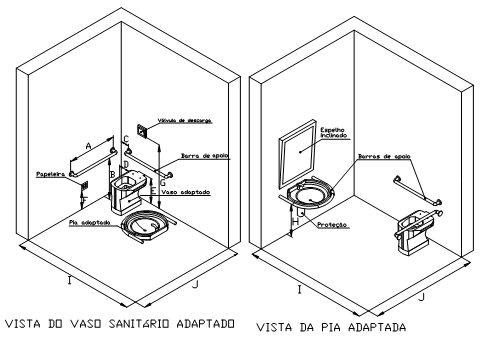 Válvula de descarga
A
C
Barra de apoio
Papeleira
B
D
G
E
F
Vaso adaptado
Pia adaptada
I
J
VISTA DO VASO SANITÁRIO ADAPTADO
Espelho
inclinado
Barras de apoio
H
Proteção
I
J
VISTA DA PIA ADAPTADA